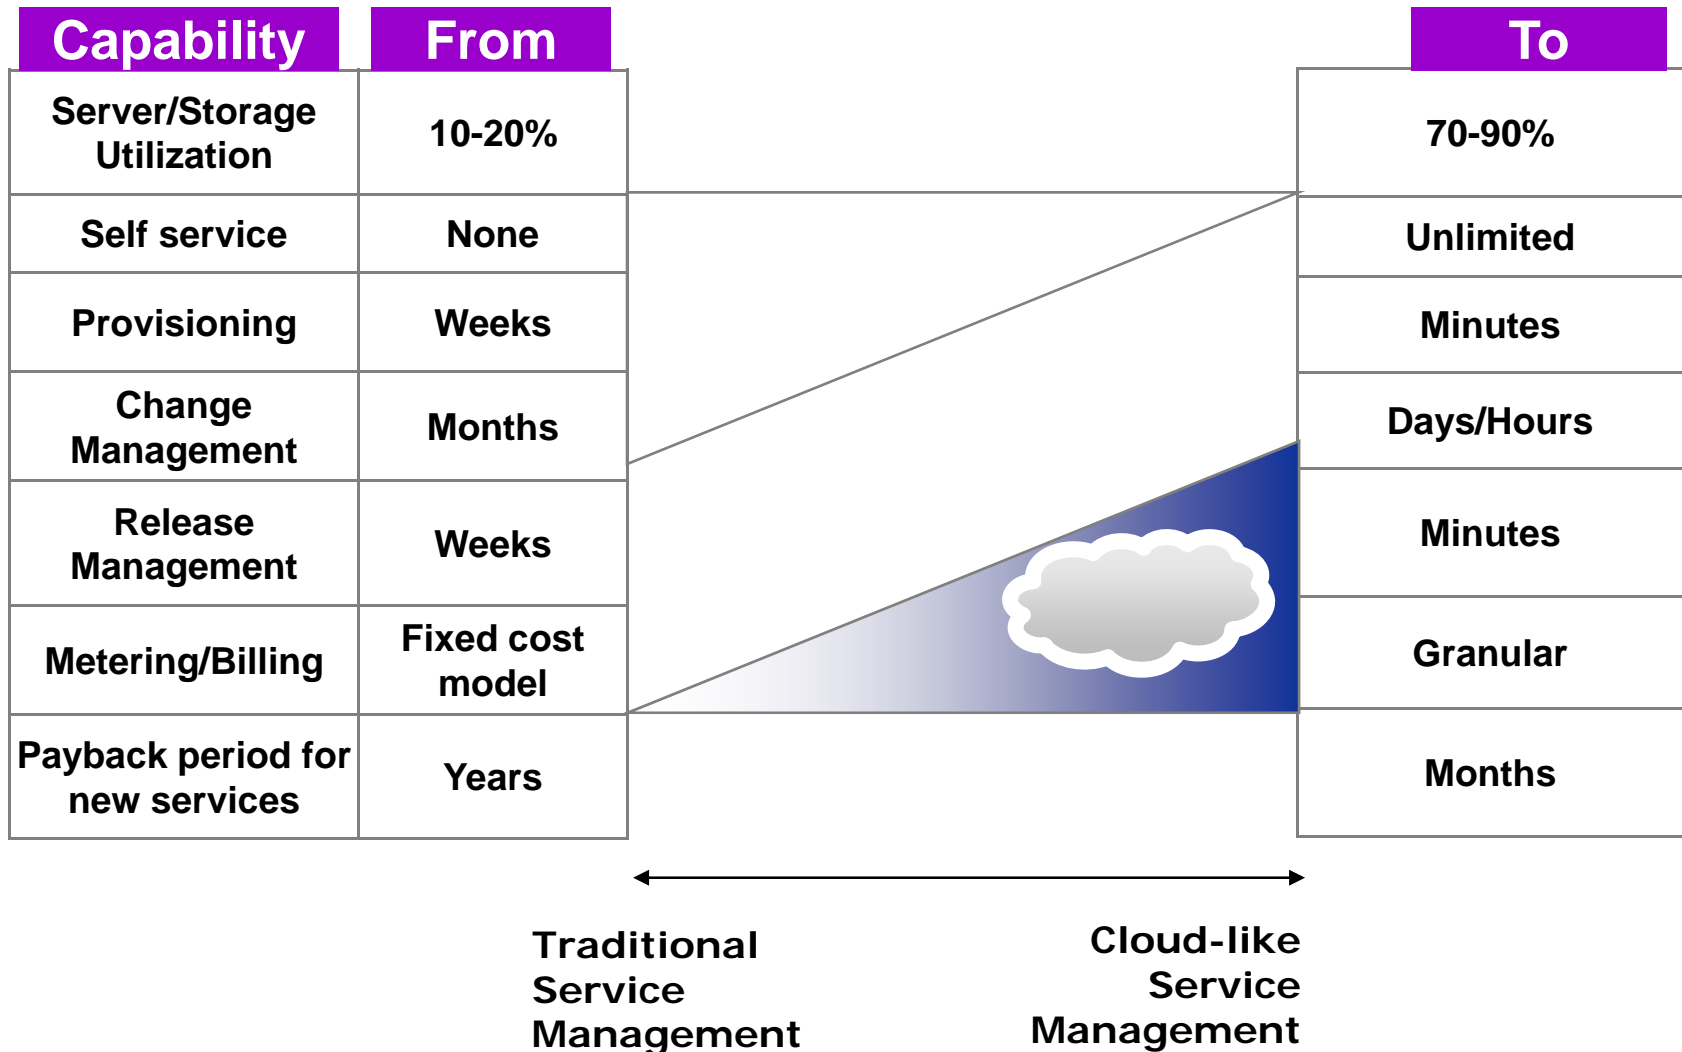 Capability From To
Server/Storage
Utilization
10-20%
70-90%
Self service
None
Unlimited
Provisioning
Weeks
Minutes
Change
Management
Months
Days/Hours
Release
Management
Weeks
Minutes
Metering/Billing
Fixed cost
model
Granular
Payback period for
new services
Years
Months
Traditional
Service
Management
Cloud-like
Service
Management